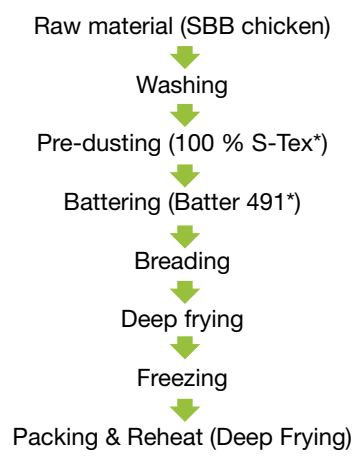 Raw material (SBB chicken)
Washing
Pre-dusting (100 % S-Tex*)
Battering (Batter 491*)
Breading
Deep frying
Freezing
Packing & Reheat (Deep Frying)